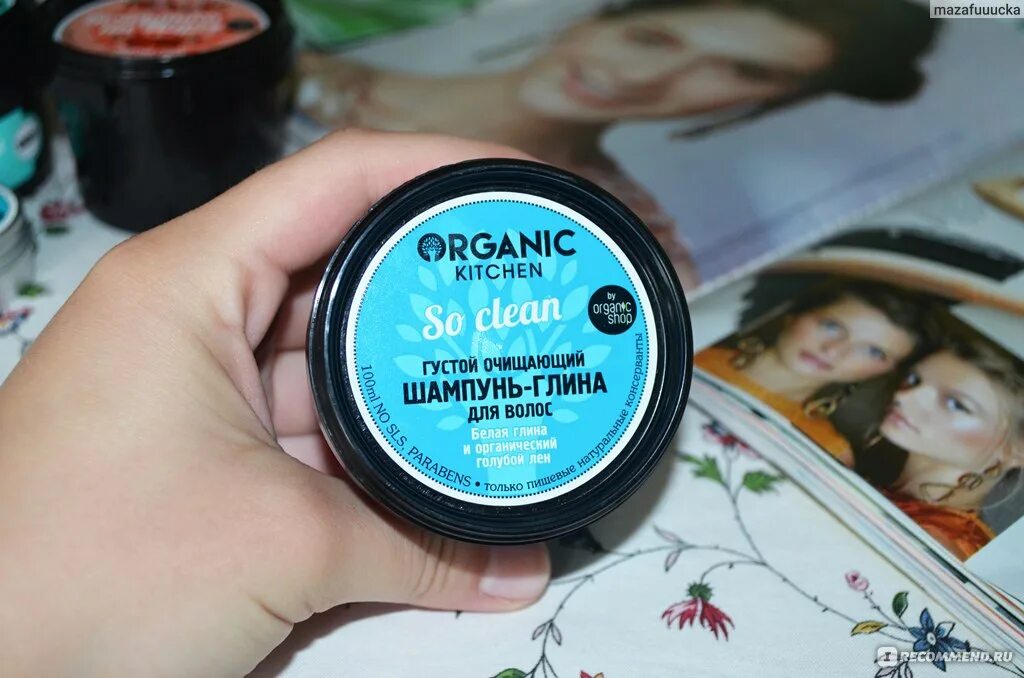 mazafuuucka
ORGANIC
KITCHEN
So clean
by
organic
shop
ГУСТОЙ ОЧИЩАЮЩИЙ
ШАМПУНЬ-ГЛИНА
ДЛЯ ВОЛОС
Белая глина
и органический
голубой лен
100ml NO SLS, PARABENS • только пищевые натуральные консерванты
RECOMMEND.RU